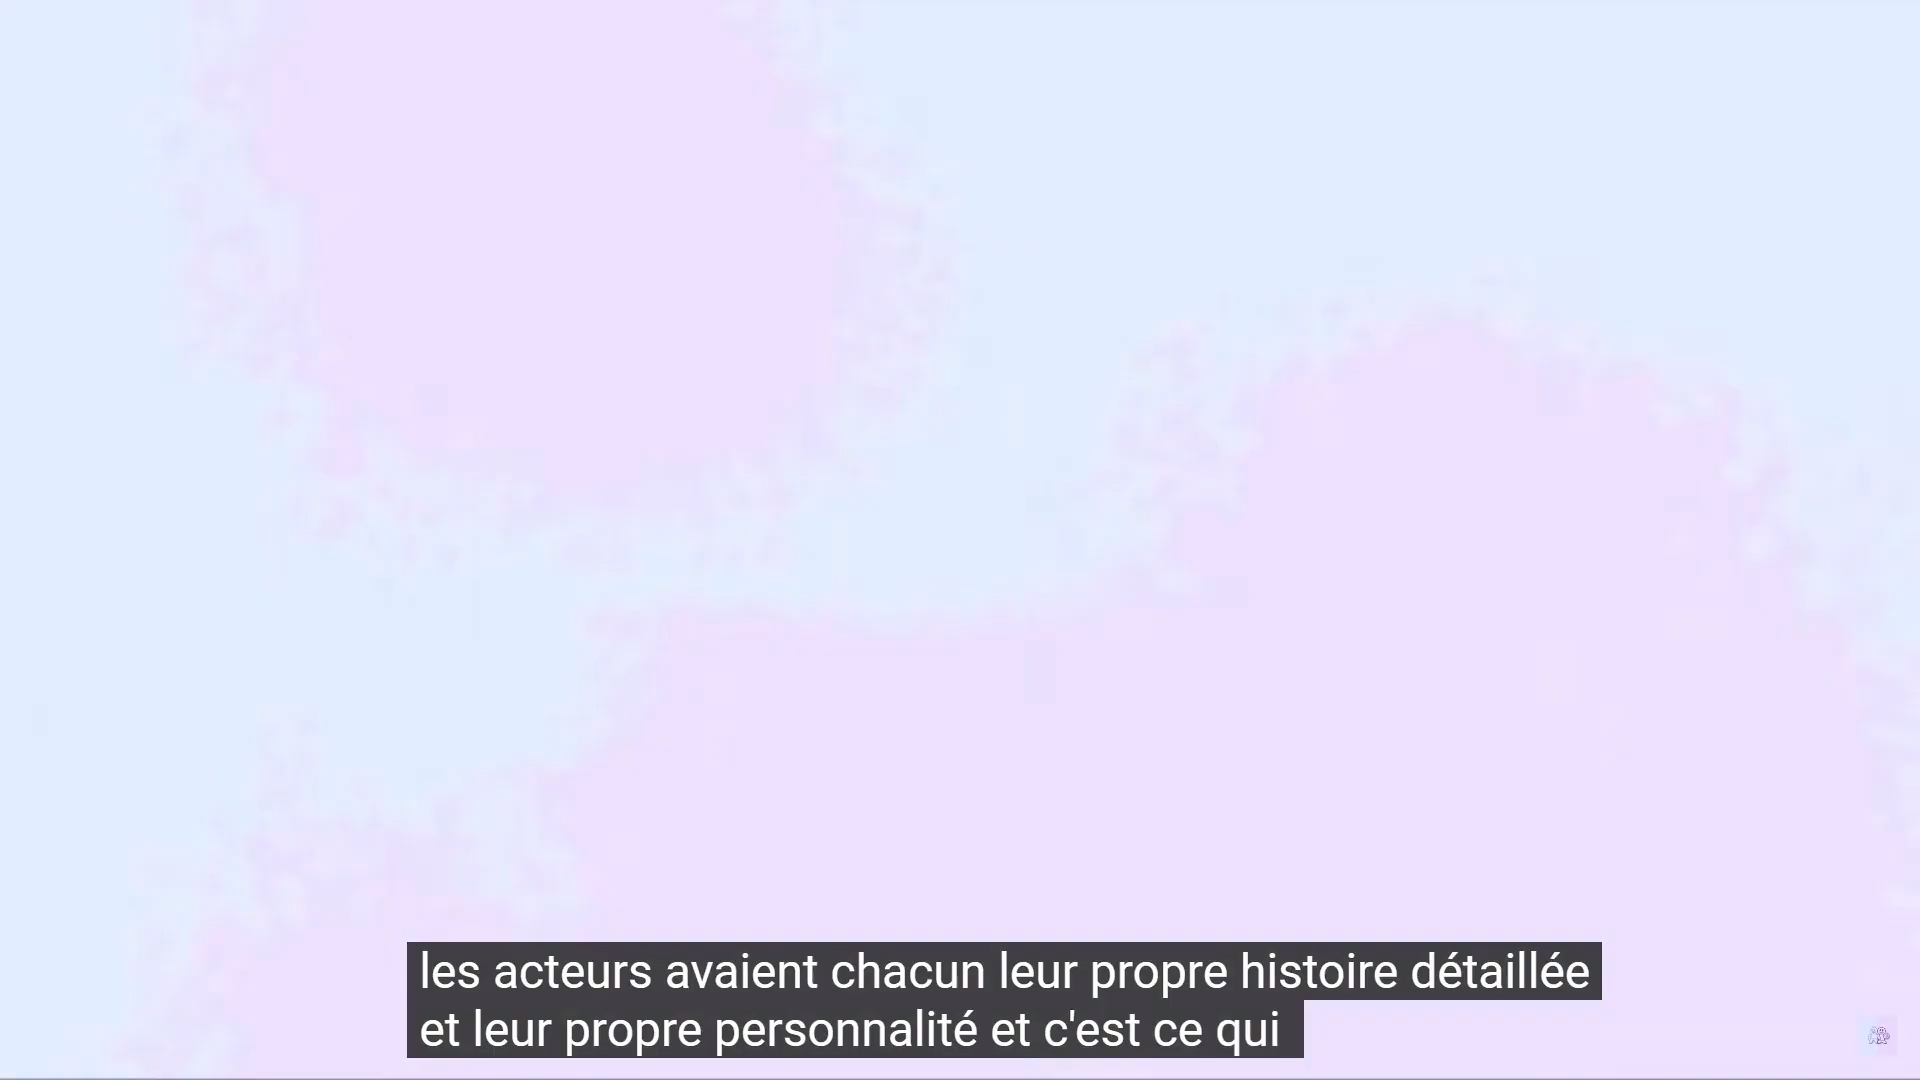 les acteurs avaient chacun leur propre histoire détaillée
et leur propre personnalité et c'est ce qui